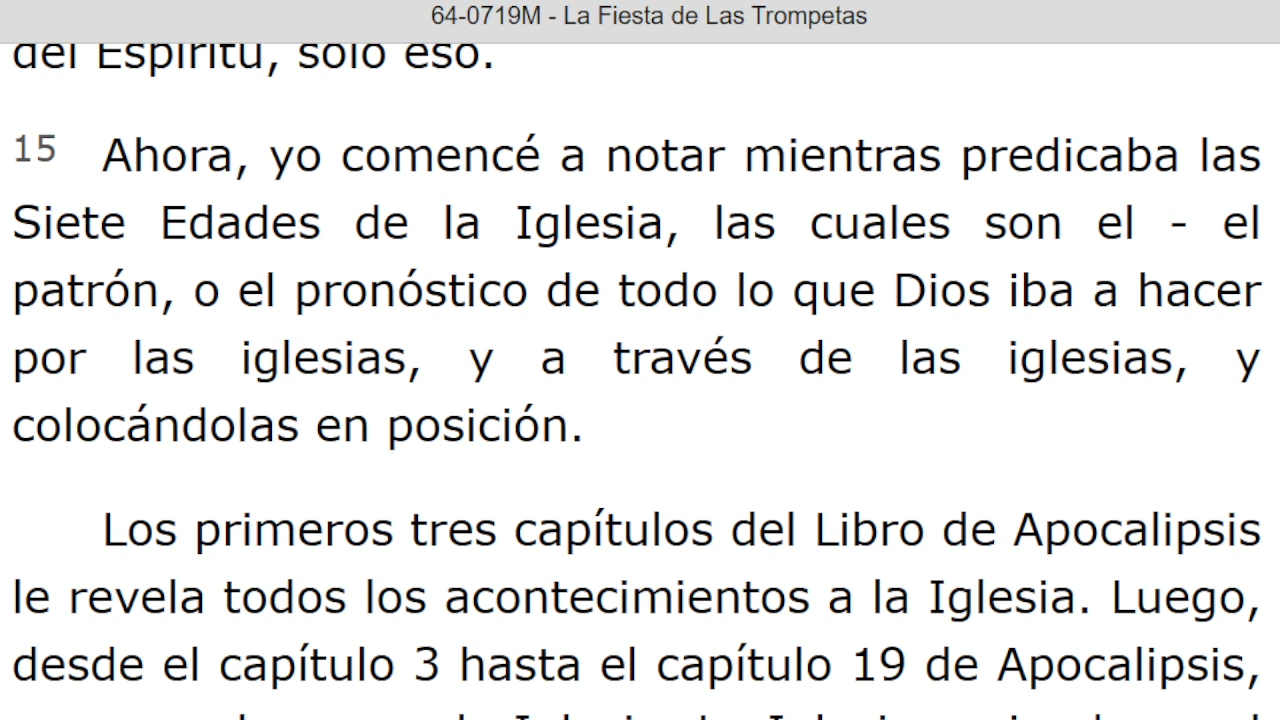 64-0719M - La Fiesta de Las Trompetas
del Espíritu, sólo eso.
15 Ahora, yo comencé a notar mientras predicaba las
Siete Edades de la Iglesia, las cuales son el - el
patrón, o el pronóstico de todo lo que Dios iba a hacer
por las iglesias, y a través de las iglesias, y
colocándolas en posición.
Los primeros tres capítulos del Libro de Apocalipsis
le revela todos los acontecimientos a la Iglesia. Luego,
desde el capítulo 3 hasta el capítulo 19 de Apocalipsis,